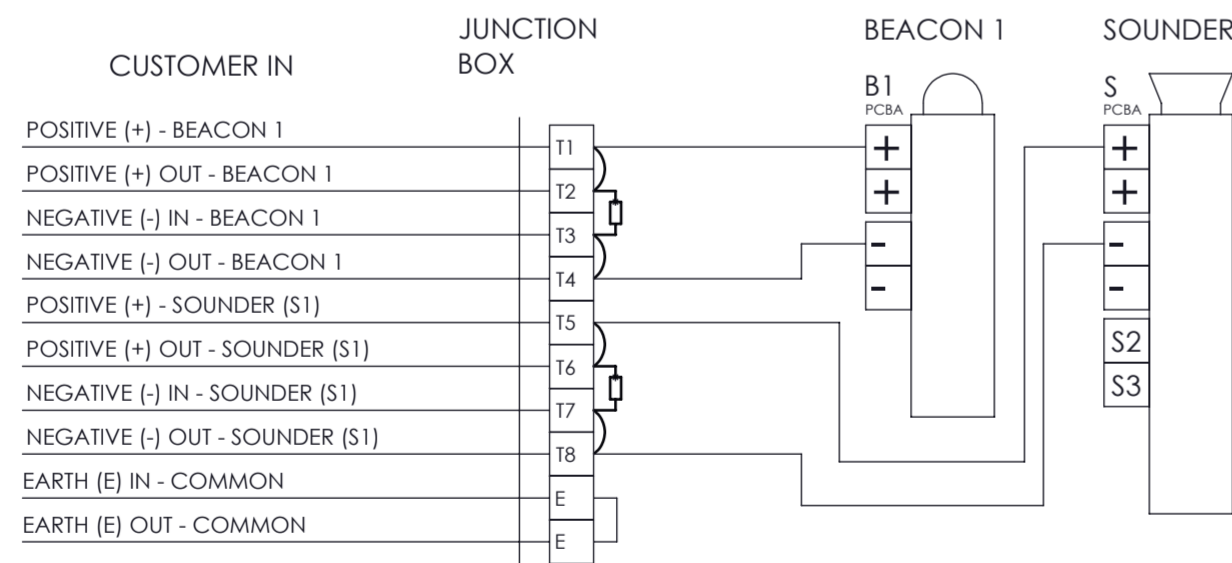 CUSTOMER IN
JUNCTION
BOX
BEACON 1
SOUNDER
B1
PCBA
S
PCBA
POSITIVE (+) - BEACON 1
POSITIVE (+) OUT - BEACON 1
NEGATIVE (-) IN - BEACON 1
NEGATIVE (-) OUT - BEACON 1
POSITIVE (+) - SOUNDER (S1)
POSITIVE (+) OUT - SOUNDER (S1)
NEGATIVE (-) IN - SOUNDER (S1)
NEGATIVE (-) OUT - SOUNDER (S1)
EARTH (E) IN - COMMON
EARTH (E) OUT - COMMON
T1
T2
T3
T4
T5
T6
T7
T8
E
E
+
+
-
-
+
+
-
-
S2
S3